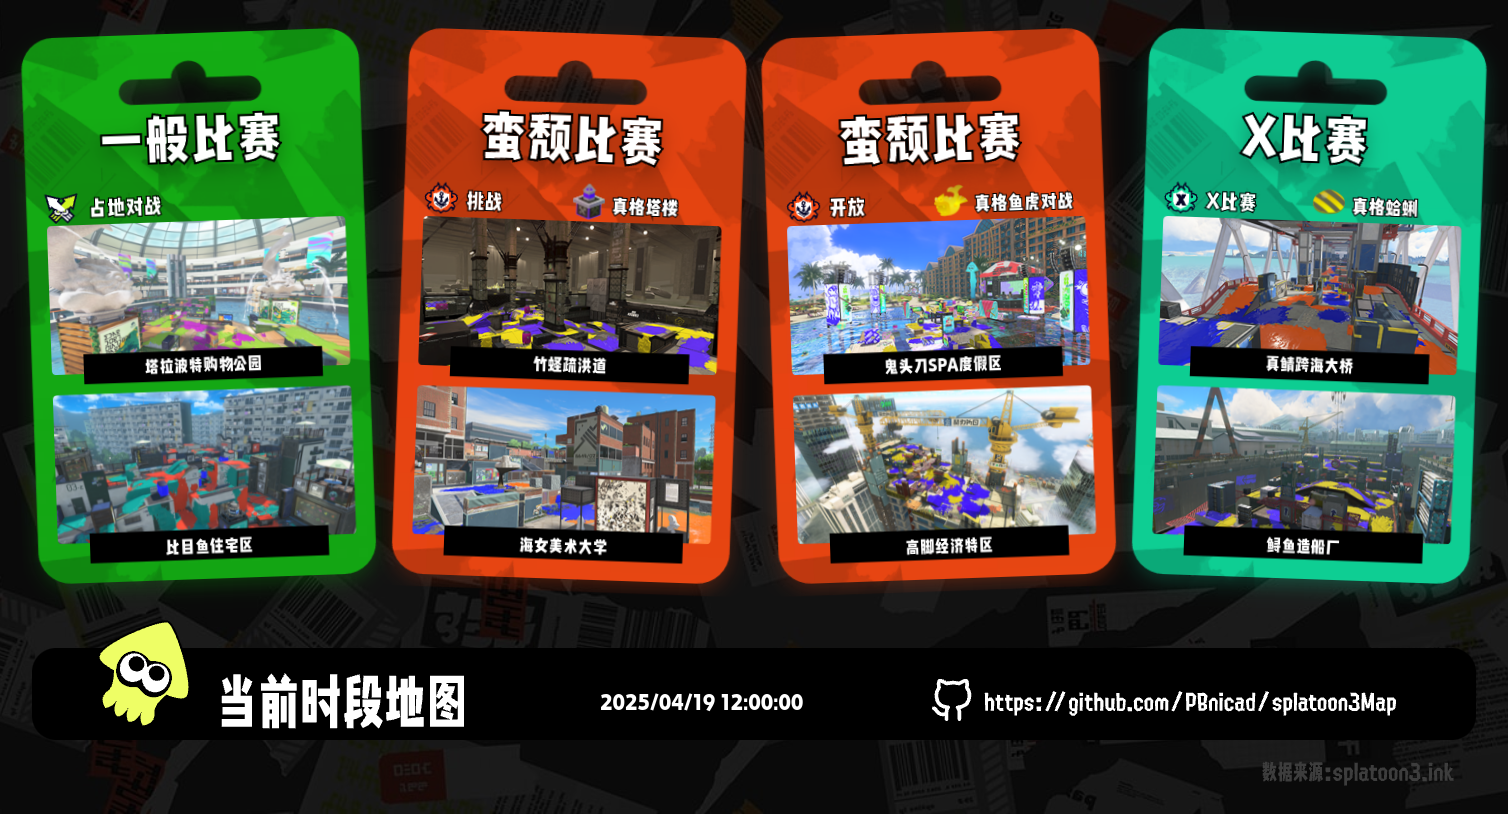 一般比赛
占地对战
塔拉波特购物公园
比目鱼住宅区
蛮颓比赛
挑战
真格塔楼
竹蛏疏洪道
海女美术大学
蛮颓比赛
开放
真格鱼虎对战
鬼头刀SPA度假区
高脚经济特区
X比赛
X比赛
真格蛤蜊
真鲭跨海大桥
鲟鱼造船厂
当前时段地图
2025/04/19 12:00:00
https://github.com/PBnicad/splatoon3Map
数据来源:splatoon3.ink